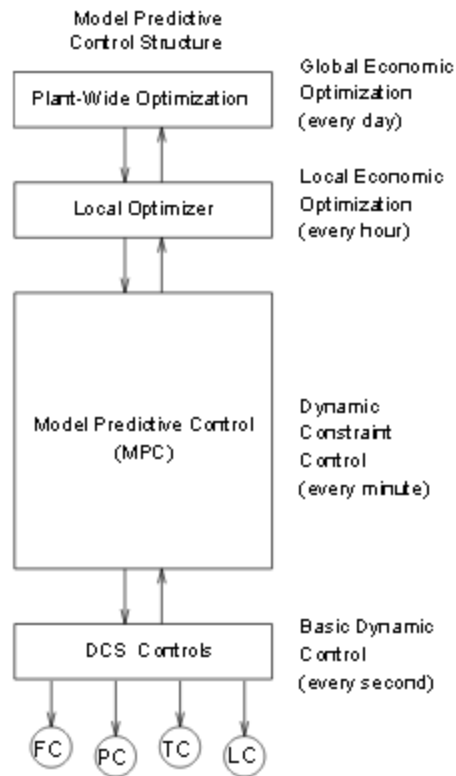 Model Predictive
Control Structure
Plant-Wide Optimization
Global Economic
Optimization
(every day)
Local Optimizer
Local Economic
Optimization
(every hour)
Model Predictive Control
(MPC)
Dynamic
Constraint
Control
(every minute)
DCS Controls
Basic Dynamic
Control
(every second)
FC PC TC LC